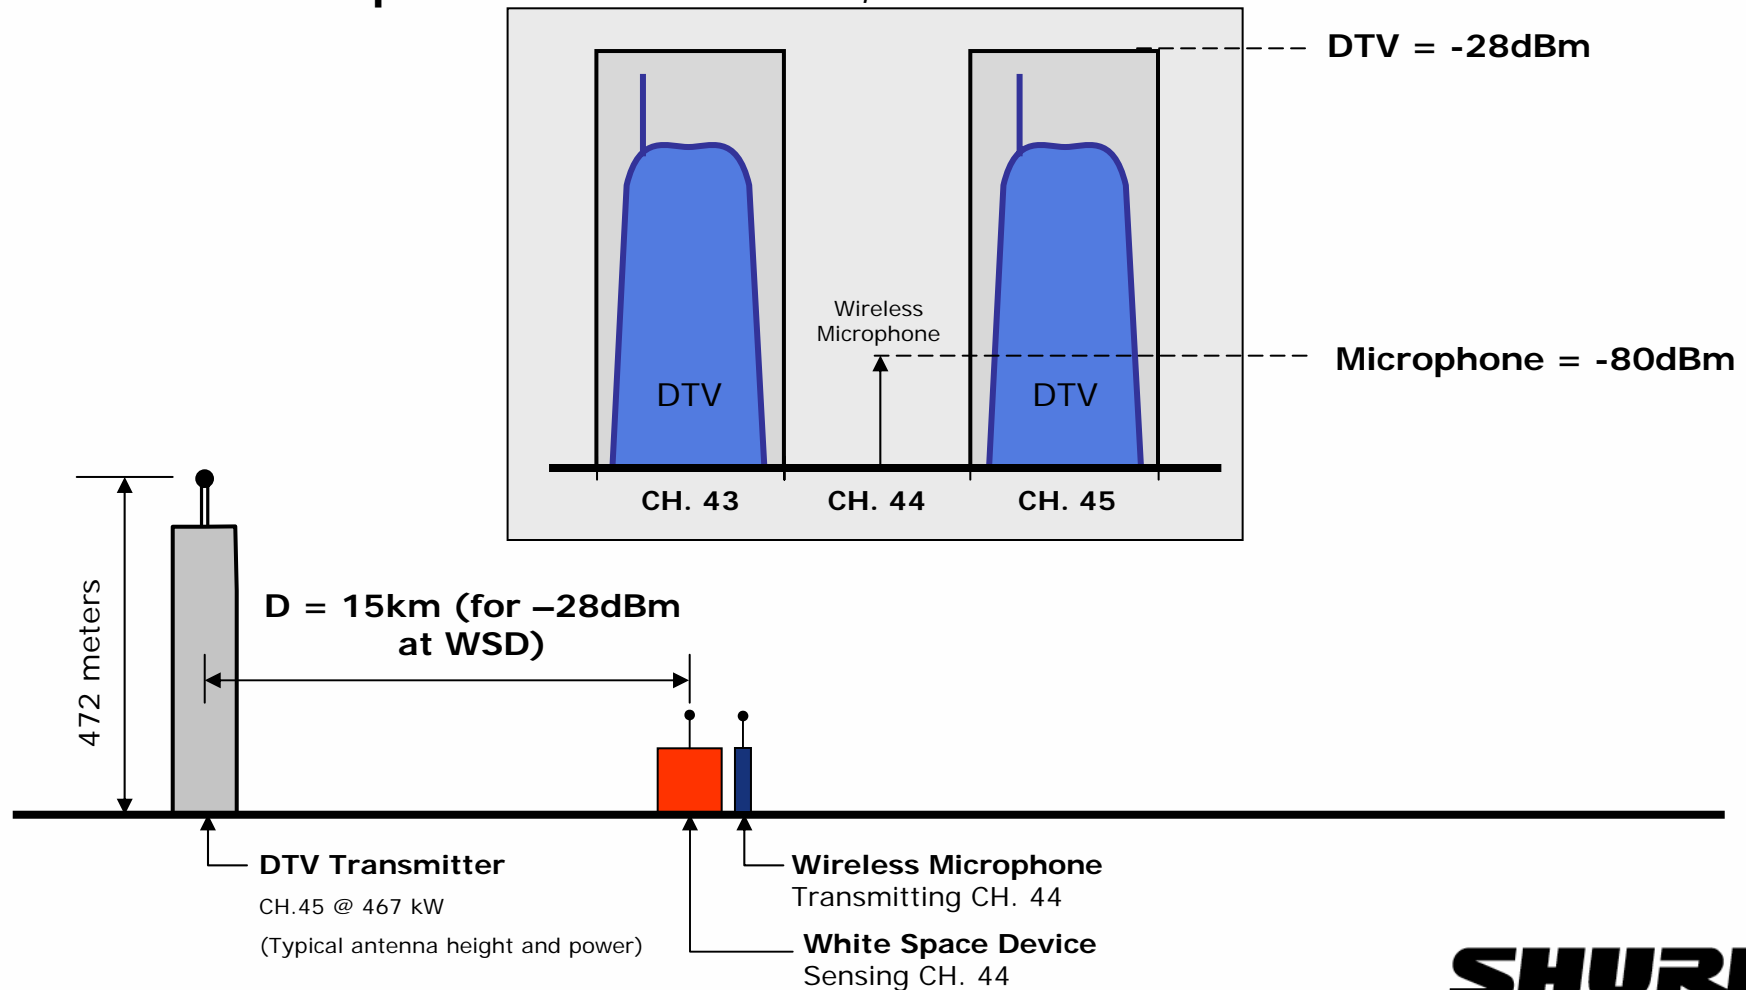 DTV = -28dBm
Wireless
Microphone
Microphone = -80dBm
DTV
DTV
CH. 43
CH. 44
CH. 45
472 meters
D = 15km (for –28dBm
at WSD)
DTV Transmitter
CH.45 @ 467 kW
(Typical antenna height and power)
Wireless Microphone
Transmitting CH. 44
White Space Device
Sensing CH. 44